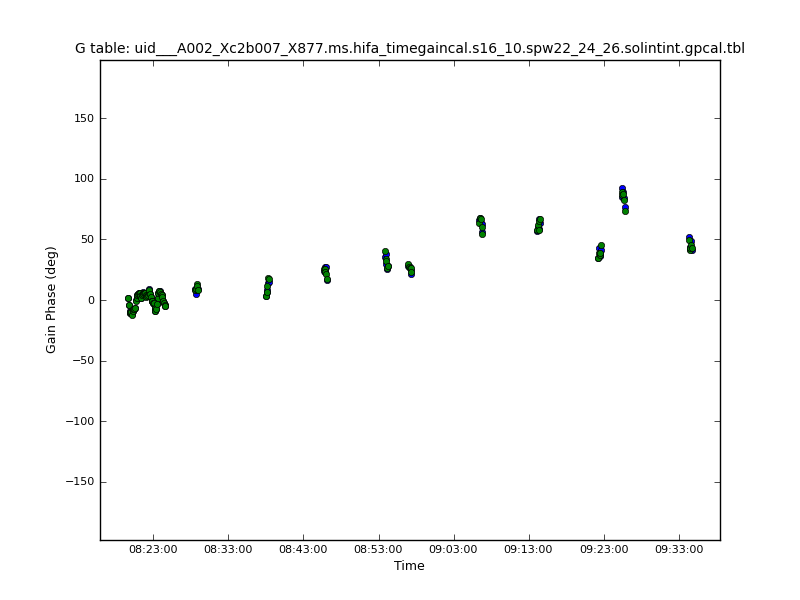 G table: uid___A002_Xc2b007_X877.ms.hifa_timegaincal.s16_10.spw22_24_26.solintint.gpcal.tbl
150
100
50
0
−50
−100
−150
Gain Phase (deg)
08:23:00 08:33:00 08:43:00 08:53:00 09:03:00 09:13:00 09:23:00 09:33:00
Time